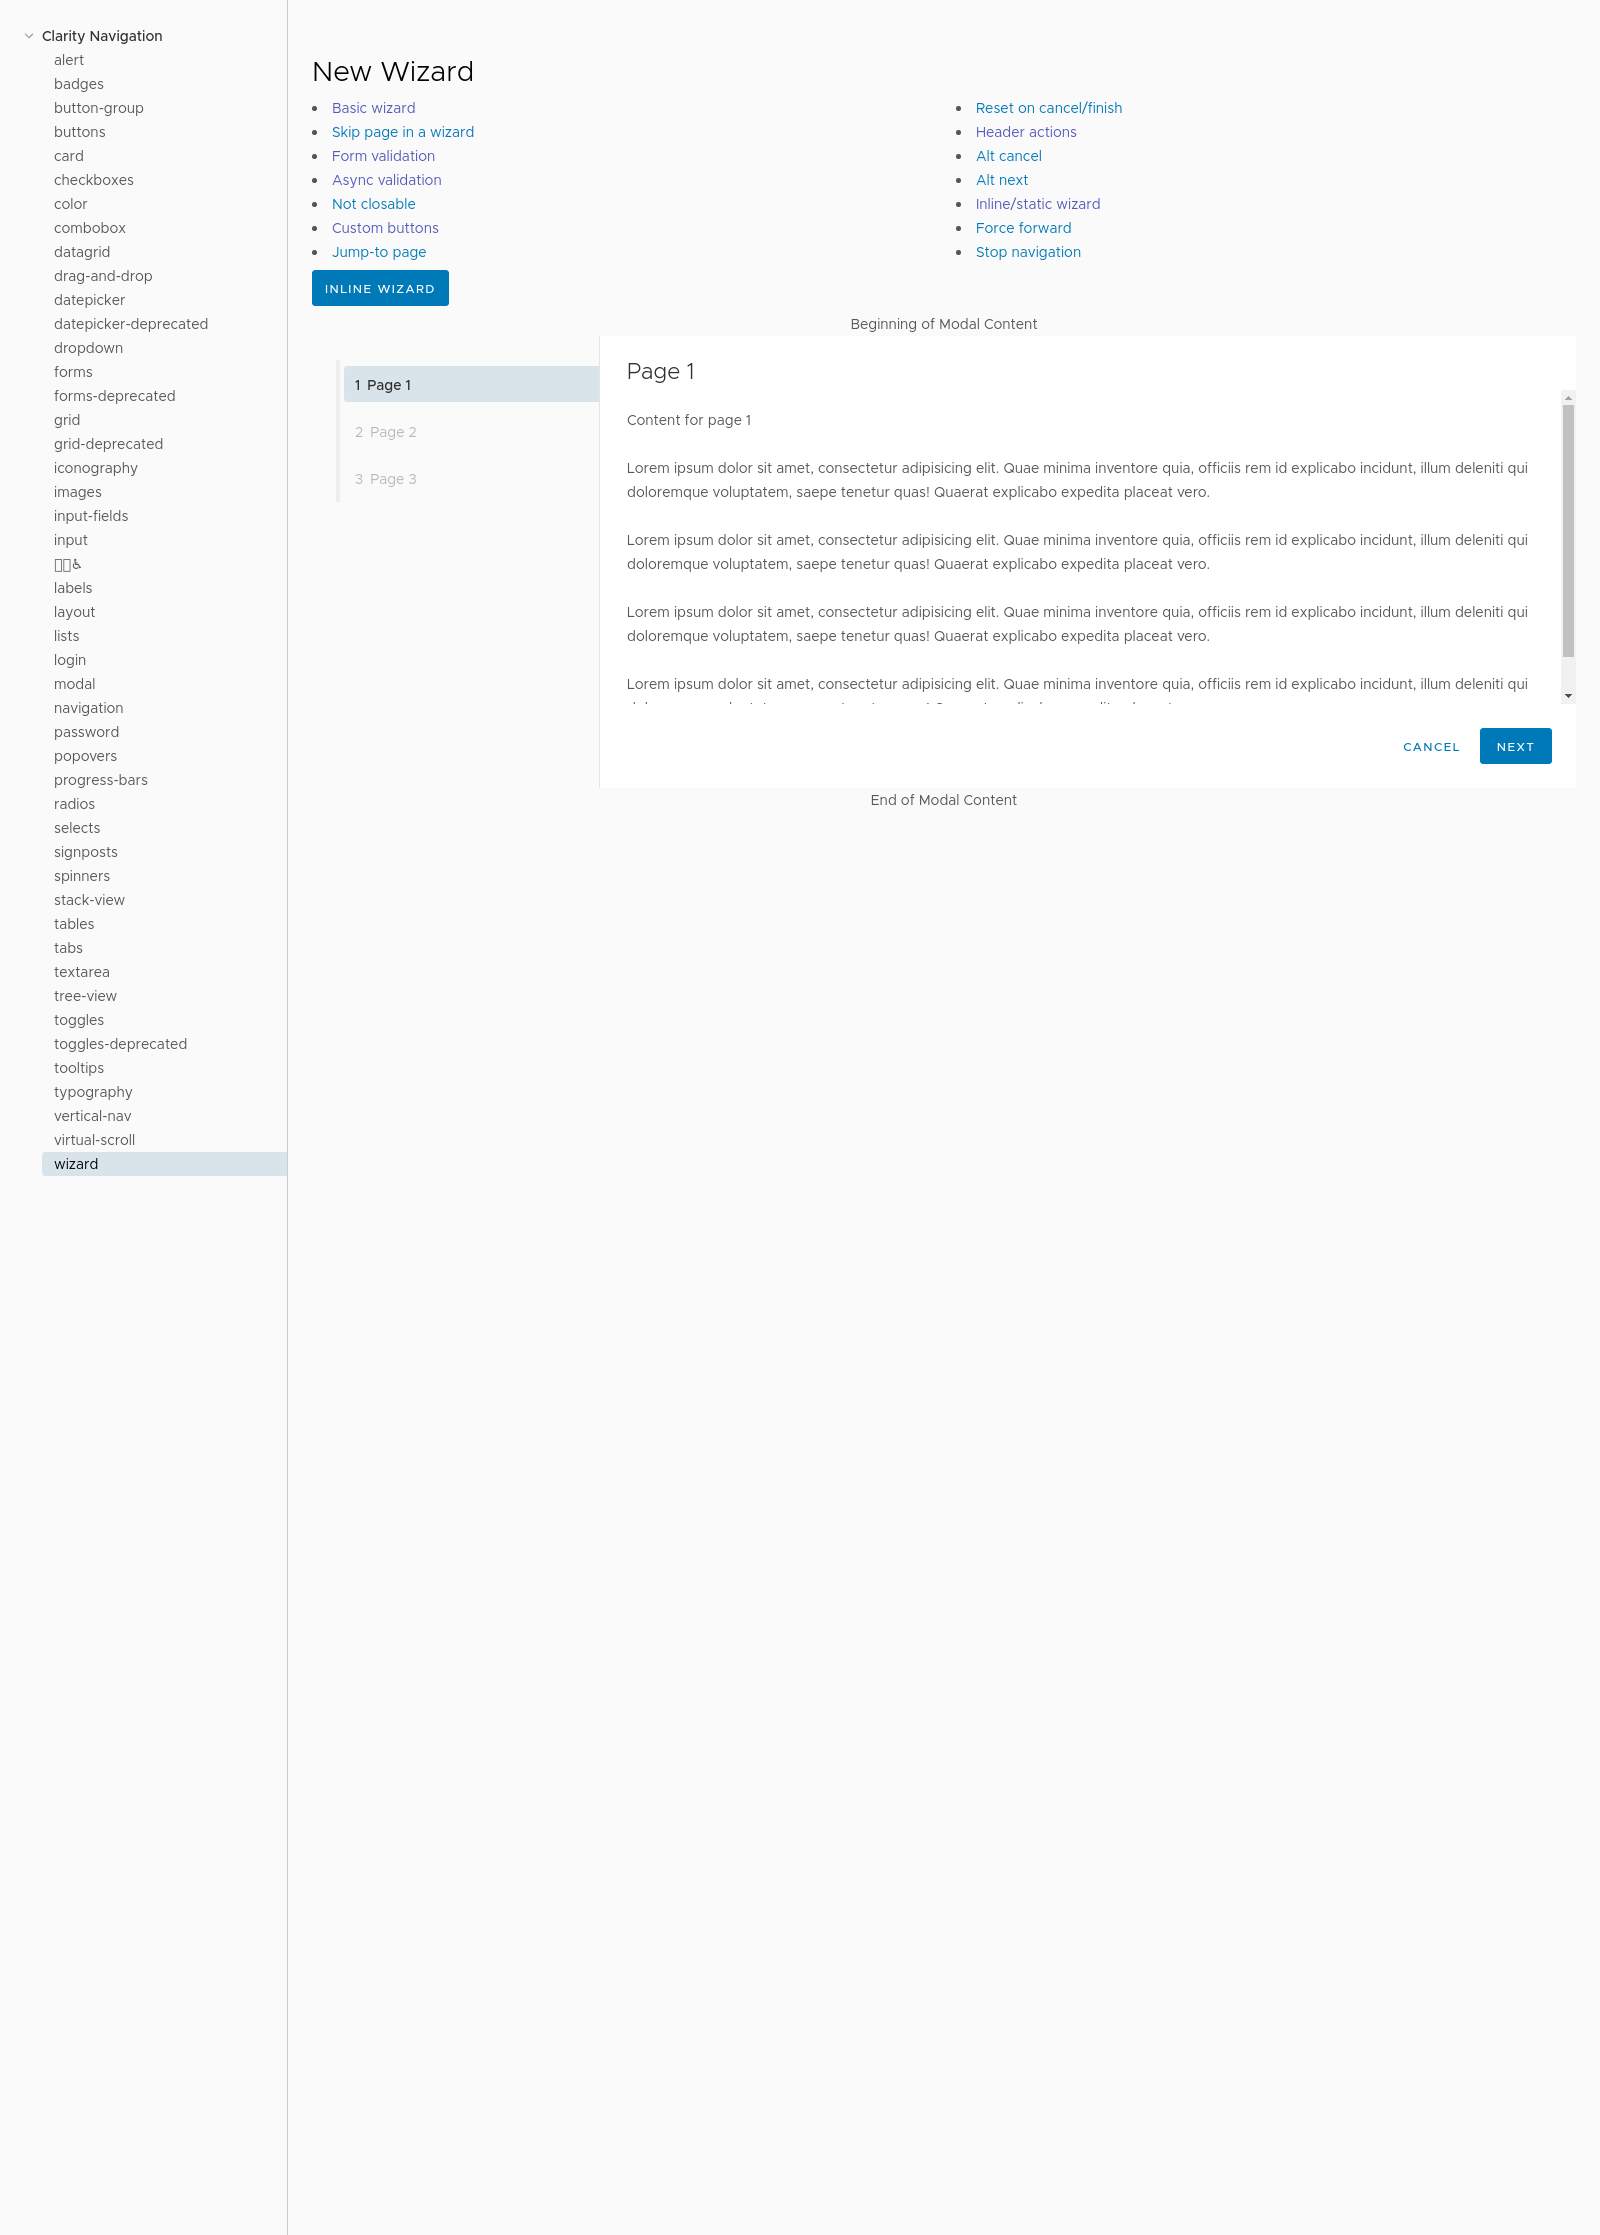 Clarity Navigation
alert
badges
button-group
buttons
card
checkboxes
color
combobox
datagrid
drag-and-drop
datepicker
datepicker-deprecated
dropdown
forms
forms-deprecated
grid
grid-deprecated
iconography
images
input-fields
input
♿
labels
layout
lists
login
modal
navigation
password
popovers
progress-bars
radios
selects
signposts
spinners
stack-view
tables
tabs
textarea
tree-view
toggles
toggles-deprecated
tooltips
typography
vertical-nav
virtual-scroll
wizard
New Wizard
Basic wizard
Skip page in a wizard
Form validation
Async validation
Not closable
Custom buttons
Jump-to page
Reset on cancel/finish
Header actions
Alt cancel
Alt next
Inline/static wizard
Force forward
Stop navigation
INLINE WIZARD
Beginning of Modal Content
1 Page 1
2 Page 2
3 Page 3
Page 1
Content for page 1
Lorem ipsum dolor sit amet, consectetur adipisicing elit. Quae minima inventore quia, officiis rem id explicabo incidunt, illum deleniti qui
doloremque voluptatem, saepe tenetur quas! Quaerat explicabo expedita placeat vero.
Lorem ipsum dolor sit amet, consectetur adipisicing elit. Quae minima inventore quia, officiis rem id explicabo incidunt, illum deleniti qui
doloremque voluptatem, saepe tenetur quas! Quaerat explicabo expedita placeat vero.
Lorem ipsum dolor sit amet, consectetur adipisicing elit. Quae minima inventore quia, officiis rem id explicabo incidunt, illum deleniti qui
doloremque voluptatem, saepe tenetur quas! Quaerat explicabo expedita placeat vero.
Lorem ipsum dolor sit amet, consectetur adipisicing elit. Quae minima inventore quia, officiis rem id explicabo incidunt, illum deleniti qui
CANCEL
NEXT
End of Modal Content